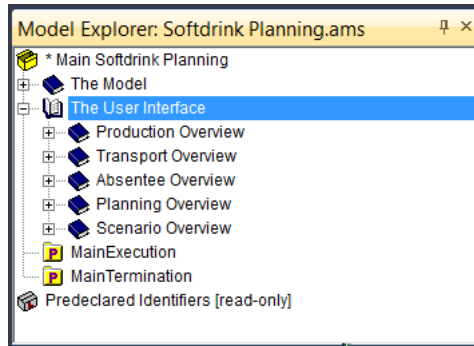 Model Explorer: Softdrink Planning.ams
* Main Softdrink Planning
The Model
The User Interface
Production Overview
Transport Overview
Absentee Overview
Planning Overview
Scenario Overview
P MainExecution
P MainTermination
Predeclared Identifiers [read-only]